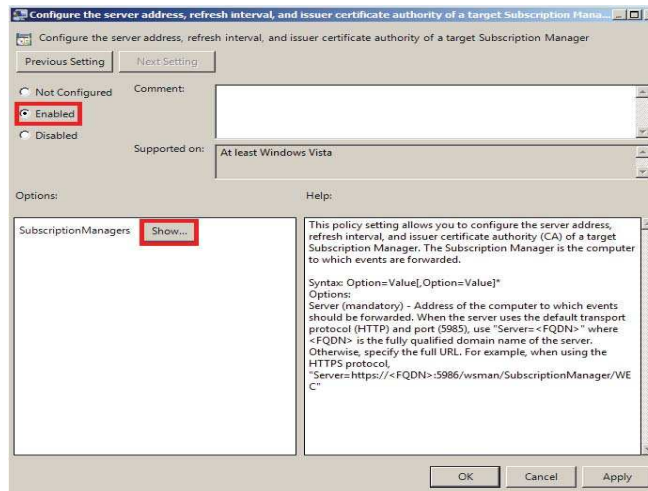 Configure the server address, refresh interval, and issuer certificate authority of a target Subscription Mana...
Configure the server address, refresh interval, and issuer certificate authority of a target Subscription Manager
Previous Setting
Next Setting
Not Configured
Enabled
Disabled
Comment:
Supported on:
At least Windows Vista
Options:
Help:
SubscriptionManagers
Show...
This policy setting allows you to configure the server address,
refresh interval, and issuer certificate authority (CA) of a target
Subscription Manager. The Subscription Manager is the computer
to which events are forwarded.
Syntax: Option=Value[,Option=Value]*
Options:
Server (mandatory) - Address of the computer to which events
should be forwarded. When the server uses the default transport
protocol (HTTP) and port (5985), use "Server=<FQDN>" where
<FQDN> is the fully qualified domain name of the server.
Otherwise, specify the full URL. For example, when using the
HTTPS protocol,
"Server=https://<FQDN>:5986/wsman/SubscriptionManager/WE
C"
OK
Cancel
Apply